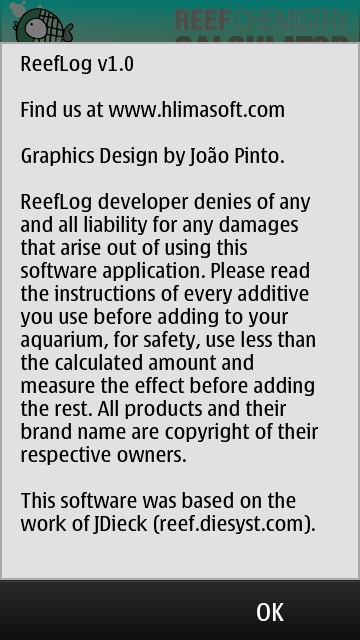 REEF CHEMISTRY
CALCULATOR
ReefLog v1.0
Find us at www.hlimasoft.com
Graphics Design by João Pinto.
ReefLog developer denies of any
and all liability for any damages
that arise out of using this
software application. Please read
the instructions of every additive
you use before adding to your
aquarium, for safety, use less than
the calculated amount and
measure the effect before adding
the rest. All products and their
brand name are copyright of their
respective owners.
This software was based on the
work of JDieck (reef.diesyst.com).
OK